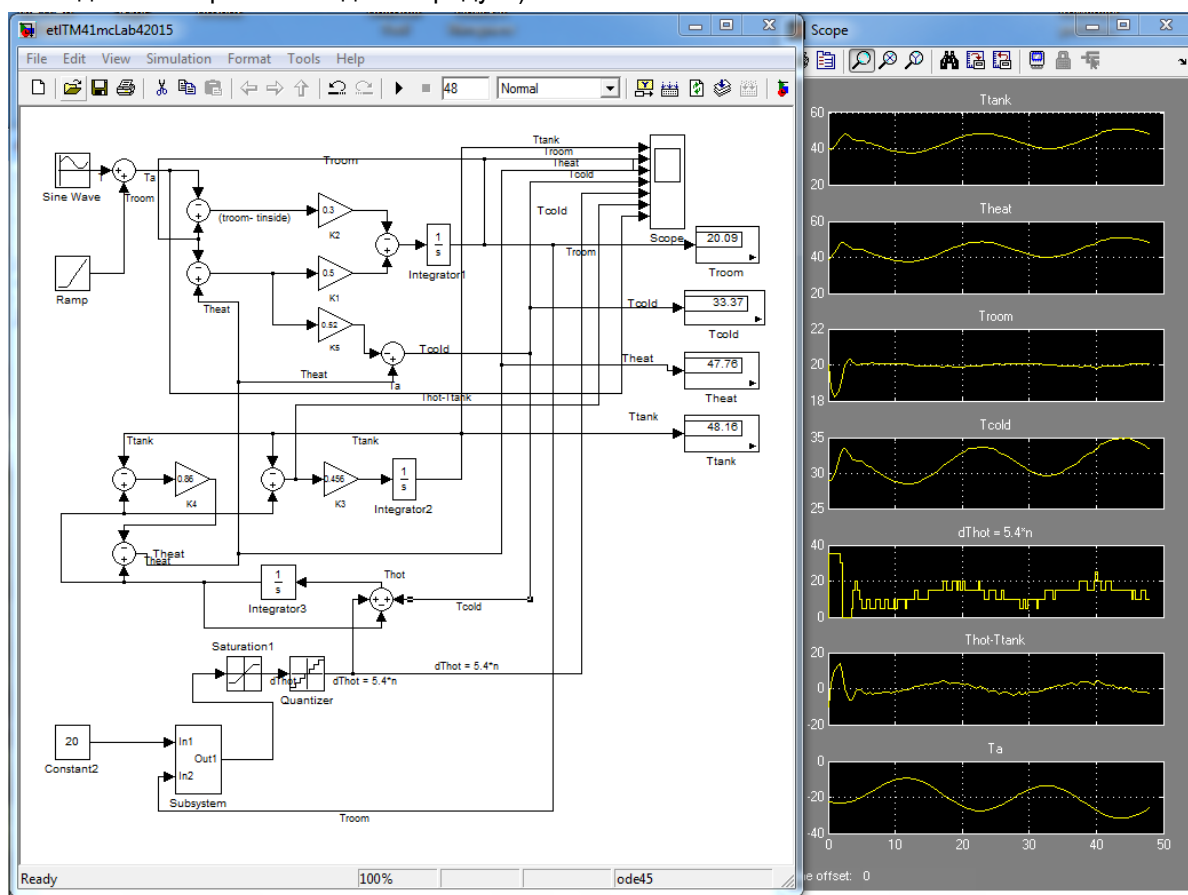 etlTM41mcLab42015
File Edit View Simulation Format Tools Help
48
Normal
Sine Wave
Ramp
Ta
Troom
Troom
(troom- tinside)
0.3
K2
0.5
K1
0.52
K5
1
s
Integrator1
Theat
Theat
Ta
Tcold
Ttank
Troom
Theat
Tcold
Tcold
Scope
20.09
Troom
Troom
Tcold
33.37
Tcold
Theat
47.76
Theat
Thot-Ttank
Ttank
48.16
Ttank
Ttank
0.86
K4
Ttank
0.456
K3
1
s
Integrator2
Theat
Theat
1
s
Integrator3
Thot
Tcold
Saturation1
dThot
Quantizer
dThot = 5.4*n
dThot = 5.4*n
20
Constant2
In1
In2
Out1
Subsystem
Troom
Ready
100%
ode45
Scope
Ttank
60
40
20
Theat
60
40
20
Troom
22
20
18
Tcold
35
30
25
dThot = 5.4*n
40
20
0
Thot-Ttank
20
0
-20
Ta
0
-20
-40
0 10 20 30 40 50
e offset: 0